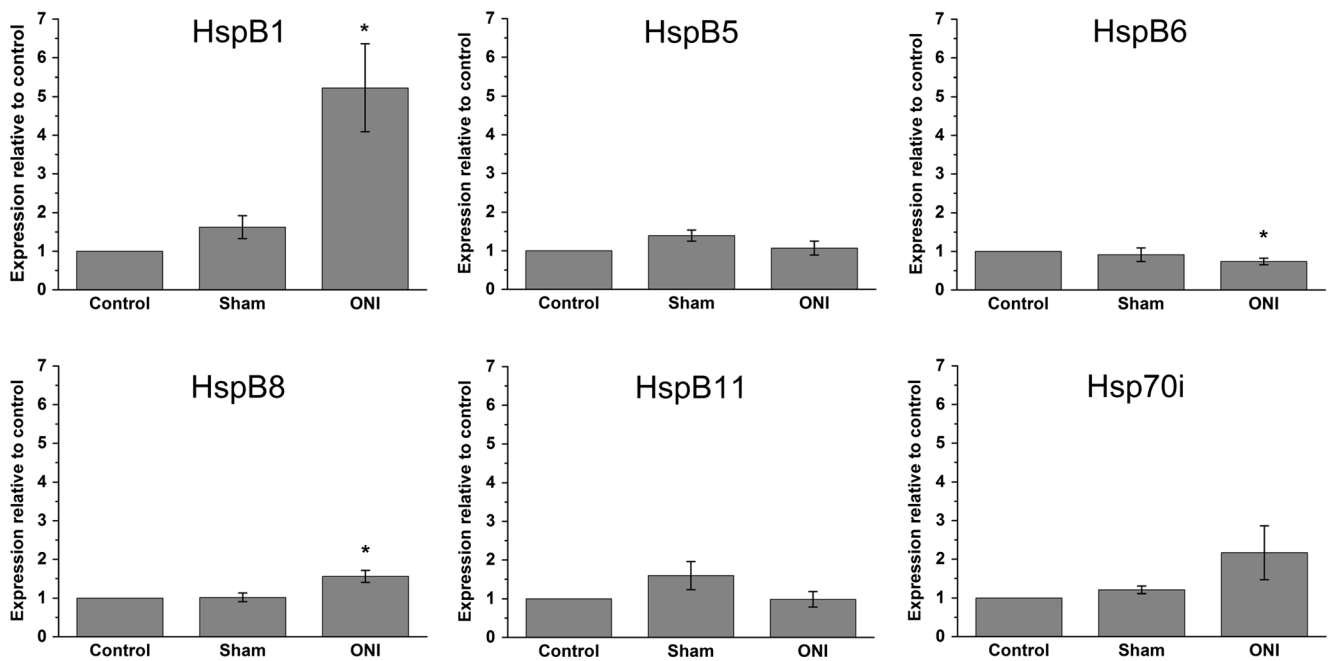 HspB1
Expression relative to control
7
6
5
4
3
2
1
0
*
Control Sham ONI
HspB5
Expression relative to control
7
6
5
4
3
2
1
0
Control Sham ONI
HspB6
Expression relative to control
7
6
5
4
3
2
1
0
*
Control Sham ONI
HspB8
Expression relative to control
7
6
5
4
3
2
1
0
*
Control Sham ONI
HspB11
Expression relative to control
7
6
5
4
3
2
1
0
Control Sham ONI
Hsp70i
Expression relative to control
7
6
5
4
3
2
1
0
Control Sham ONI